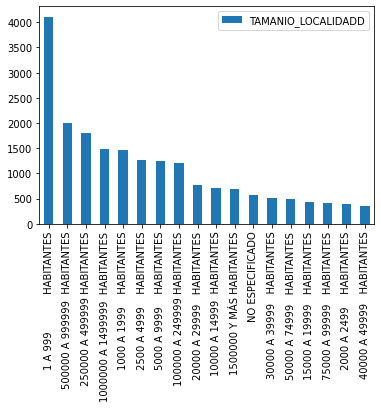 TAMANIO_LOCALIDADD
4000
3500
3000
2500
2000
1500
1000
500
0
1 A 999 HABITANTES
500000 A 999999 HABITANTES
250000 A 499999 HABITANTES
1000000 A 1499999 HABITANTES
1000 A 1999 HABITANTES
2500 A 4999 HABITANTES
5000 A 9999 HABITANTES
100000 A 249999 HABITANTES
20000 A 29999 HABITANTES
10000 A 14999 HABITANTES
1500000 Y MÁS HABITANTES
NO ESPECIFICADO
30000 A 39999 HABITANTES
50000 A 74999 HABITANTES
15000 A 19999 HABITANTES
75000 A 99999 HABITANTES
2000 A 2499 HABITANTES
40000 A 49999 HABITANTES